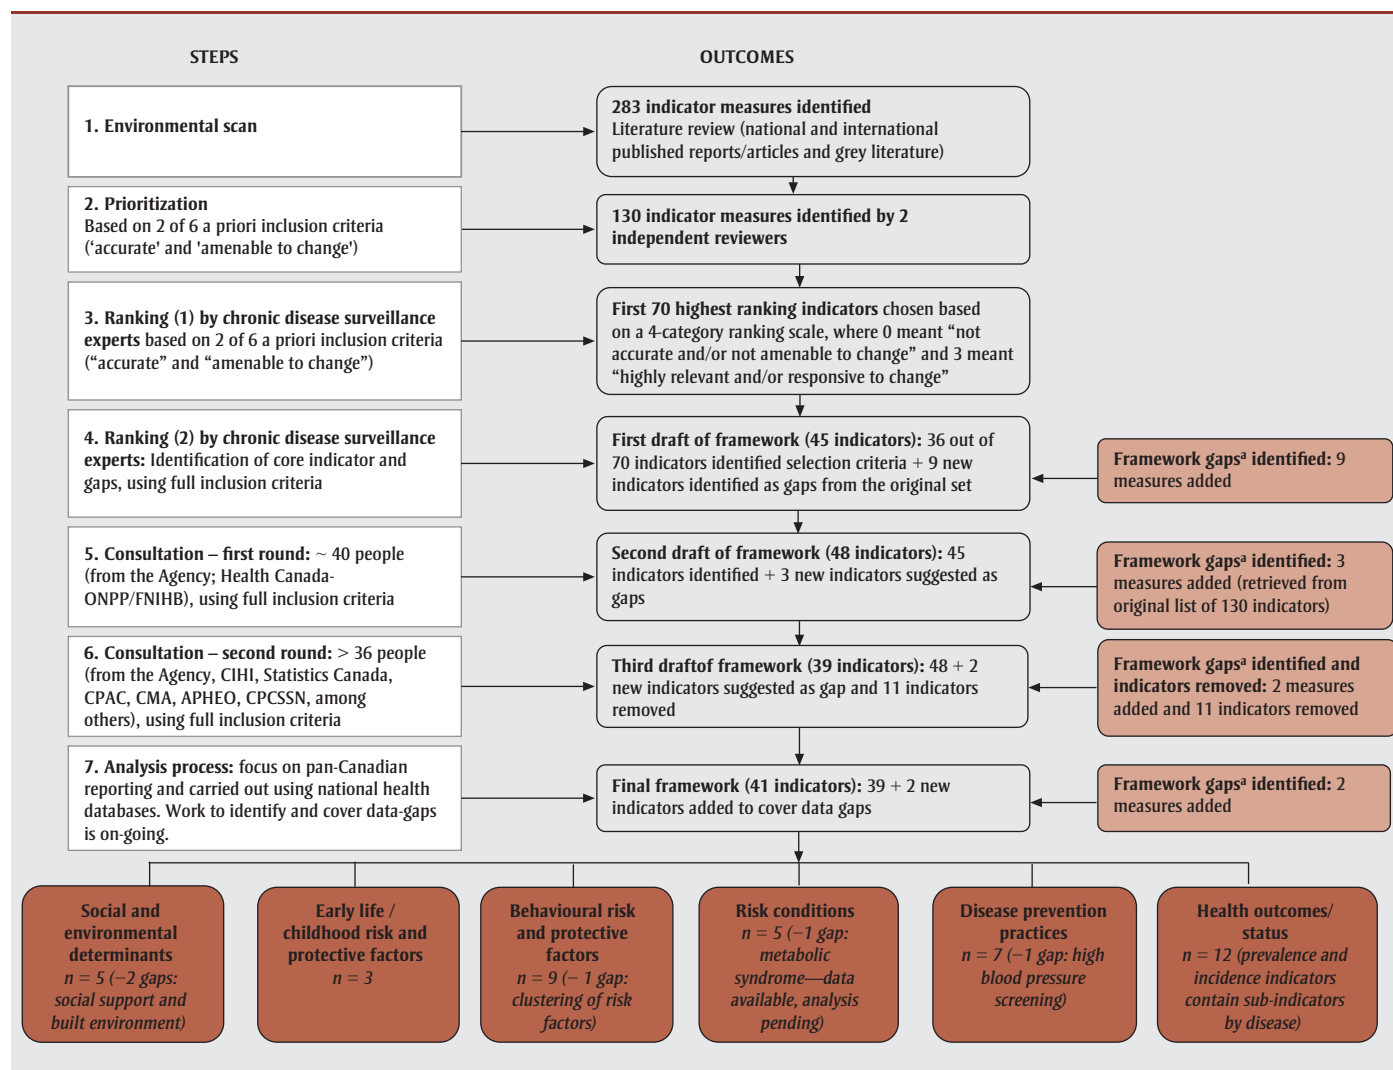 STEPS
OUTCOMES
1. Environmental scan
283 indicator measures identified
Literature review (national and international
published reports/articles and grey literature)
2. Prioritization
Based on 2 of 6 a priori inclusion criteria
(‘accurate' and 'amenable to change')
130 indicator measures identified by 2
independent reviewers
3. Ranking (1) by chronic disease surveillance
experts based on 2 of 6 a priori inclusion criteria
(“accurate” and “amenable to change”)
First 70 highest ranking indicators chosen based
on a 4-category ranking scale, where 0 meant “not
accurate and/or not amenable to change” and 3 meant
“highly relevant and/or responsive to change”
4. Ranking (2) by chronic disease surveillance
experts: Identification of core indicator and
gaps, using full inclusion criteria
First draft of framework (45 indicators): 36 out of
70 indicators identified selection criteria + 9 new
indicators identified as gaps from the original set
Framework gapsª identified: 9
measures added
5. Consultation – first round: ~ 40 people
(from the Agency; Health Canada-
ONPP/FNIHB), using full inclusion criteria
Second draft of framework (48 indicators): 45
indicators identified + 3 new indicators suggested as
gaps
Framework gapsª identified: 3
measures added (retrieved from
original list of 130 indicators)
6. Consultation – second round: > 36 people
(from the Agency, CIHI, Statistics Canada,
CPAC, CMA, APHEO, CPCSSN, among
others), using full inclusion criteria
Third draftof framework (39 indicators): 48 + 2
new indicators suggested as gap and 11 indicators
removed
Framework gapsª identified and
indicators removed: 2 measures
added and 11 indicators removed
7. Analysis process: focus on pan-Canadian
reporting and carried out using national health
databases. Work to identify and cover data-gaps
is on-going.
Final framework (41 indicators): 39 + 2 new
indicators added to cover data gaps
Framework gapsª identified: 2
measures added
Social and
environmental
determinants
n = 5 (−2 gaps:
social support and
built environment)
Early life /
childhood risk and
protective factors
n = 3
Behavioural risk
and protective
factors
n = 9 (− 1 gap:
clustering of risk
factors)
Risk conditions
n = 5 (−1 gap:
metabolic
syndrome—data
available, analysis
pending)
Disease prevention
practices
n = 7 (−1 gap: high
blood pressure
screening)
Health outcomes/
status
n = 12 (prevalence and
incidence indicators
contain sub-indicators
by disease)